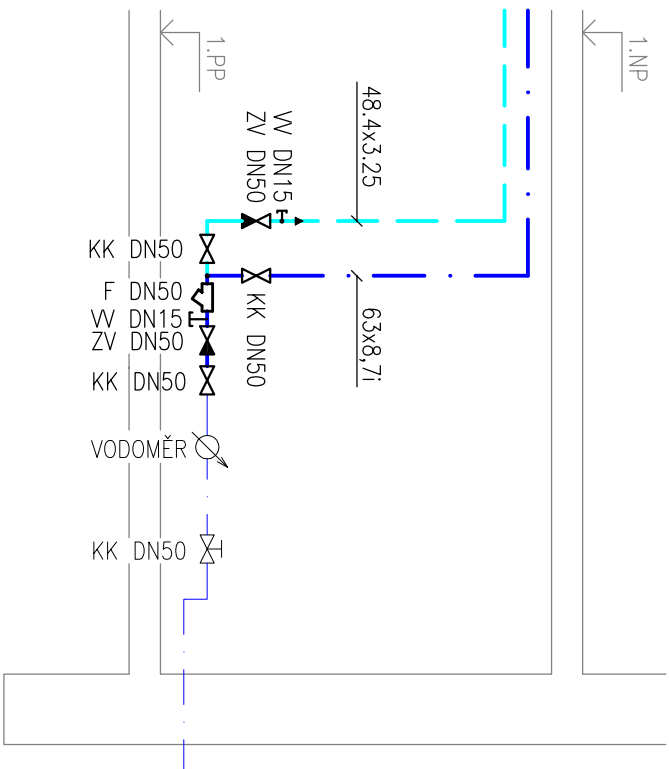 1.PP
1.NP
48.4x3.25
VV DN15
ZV DN50
KK DN50
F DN50
VV DN15
ZV DN50
KK DN50
KK DN50
63x8,7i
VODOMĚR
KK DN50